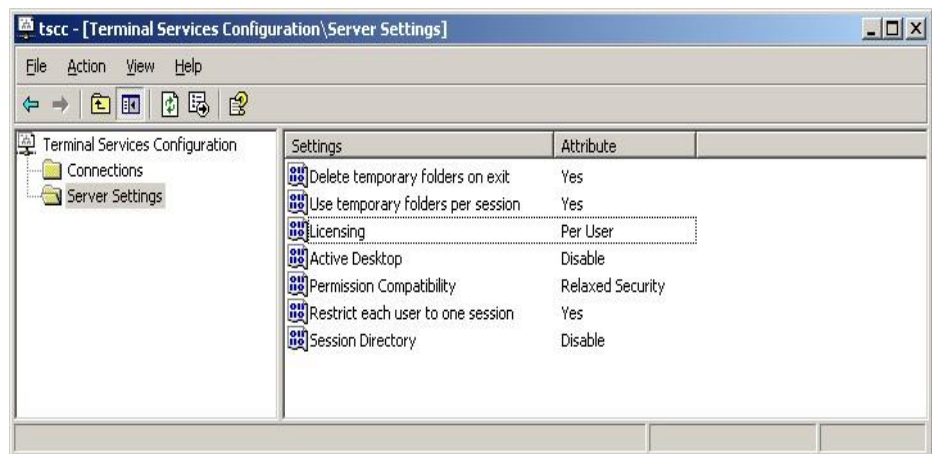 tscc - [Terminal Services Configuration\Server Settings]
File Action View Help
Terminal Services Configuration
Connections
Server Settings
Settings Attribute
Delete temporary folders on exit Yes
Use temporary folders per session Yes
Licensing Per User
Active Desktop Disable
Permission Compatibility Relaxed Security
Restrict each user to one session Yes
Session Directory Disable